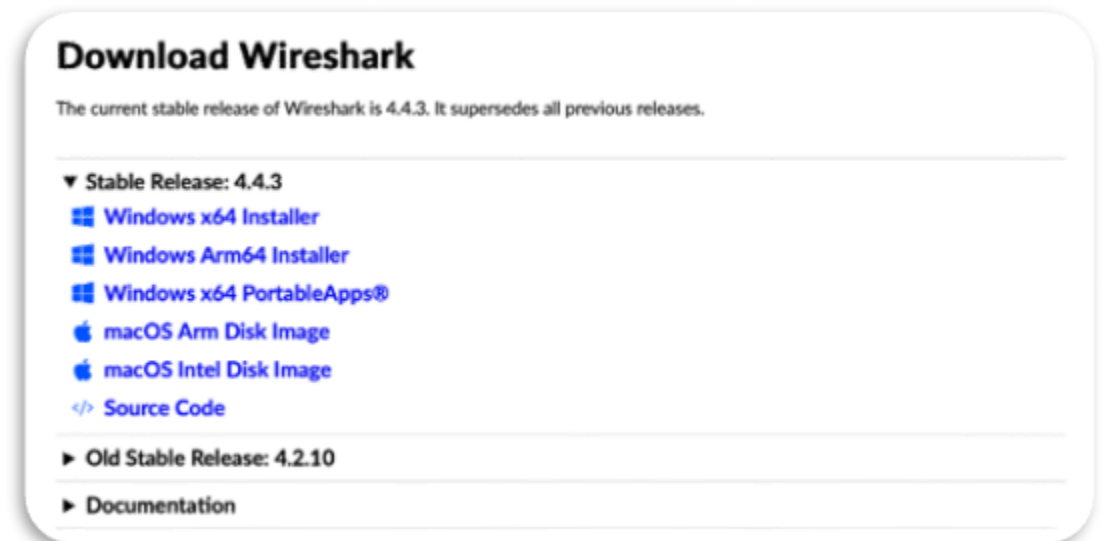 Download Wireshark
The current stable release of Wireshark is 4.4.3. It supersedes all previous releases.
▼ Stable Release: 4.4.3
Windows x64 Installer
Windows Arm64 Installer
Windows x64 PortableApps®
macOS Arm Disk Image
macOS Intel Disk Image
</> Source Code
► Old Stable Release: 4.2.10
► Documentation